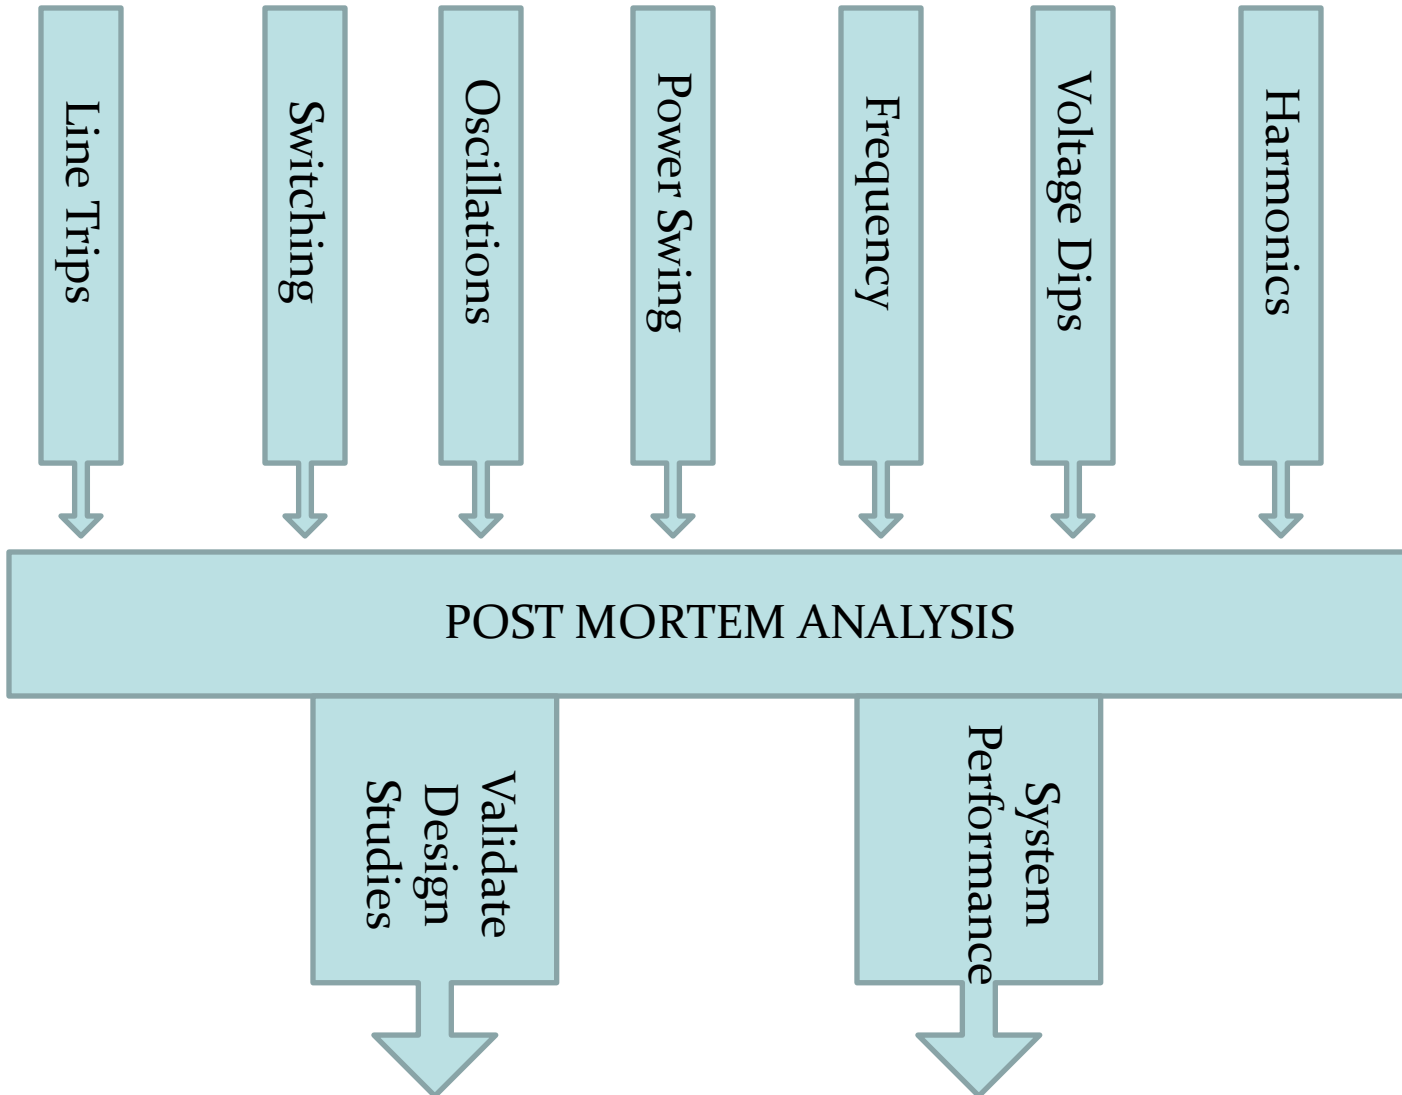 Line Trips
Switching
Oscillations
Power Swing
Frequency
Voltage Dips
Harmonics
POST MORTEM ANALYSIS
Validate
Design
Studies
System
Performance